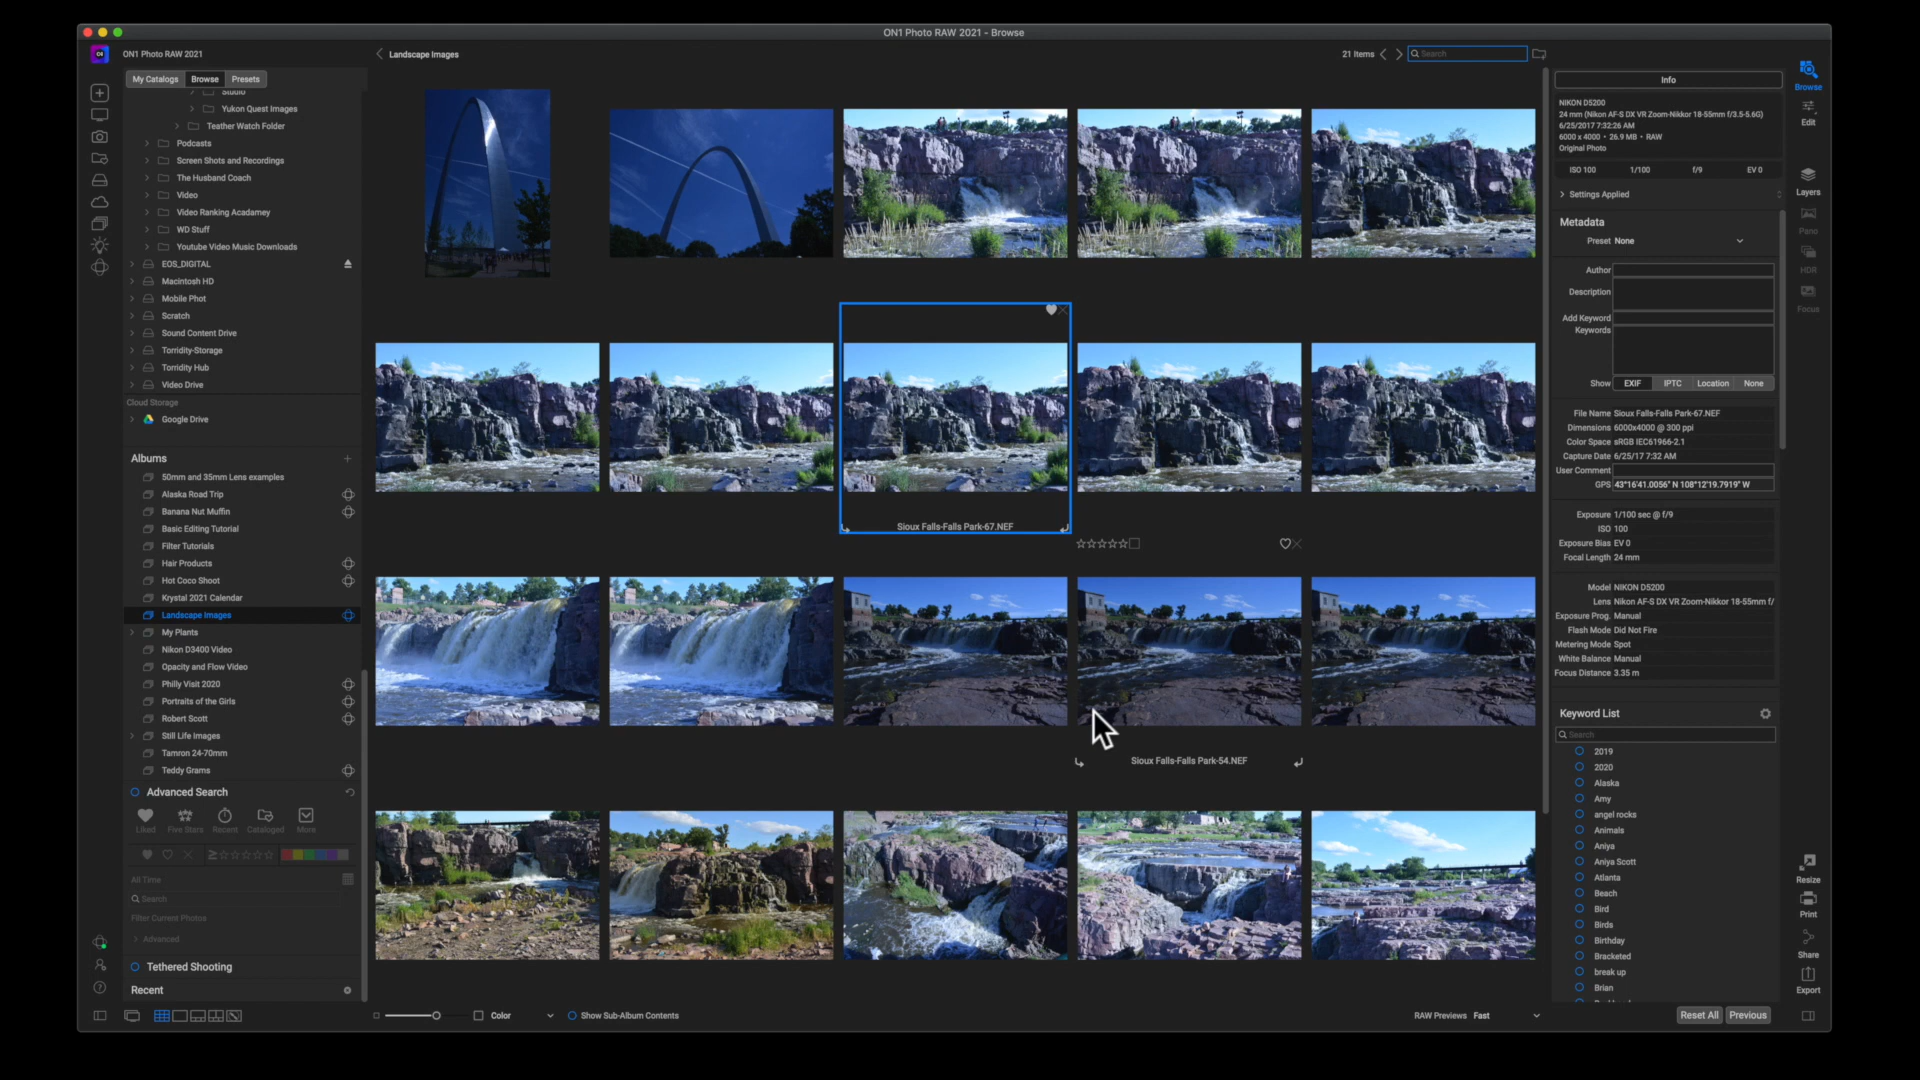 ON1 Photo RAW 2021 - Browse
ON1 Photo RAW 2021
Landscape Images
21 Items
Search
My Catalogs
Browse
Presets
Studio
Yukon Quest Images
Teather Watch Folder
Podcasts
Screen Shots and Recordings
The Husband Coach
Video
Video Ranking Acadamey
WD Stuff
Youtube Video Music Downloads
EOS_DIGITAL
Macintosh HD
Mobile Phot
Scratch
Sound Content Drive
Torridity-Storage
Torridity Hub
Video Drive
Cloud Storage
Google Drive
Albums
50mm and 35mm Lens examples
Alaska Road Trip
Banana Nut Muffin
Basic Editing Tutorial
Filter Tutorials
Hair Products
Hot Coco Shoot
Krystal 2021 Calendar
Landscape Images
My Plants
Nikon D3400 Video
Opacity and Flow Video
Philly Visit 2020
Portraits of the Girls
Robert Scott
Still Life Images
Tamron 24-70mm
Teddy Grams
Advanced Search
Liked
Five Stars
Recent
Cataloged
More
All Time
Search
Filter Current Photos
Advanced
Tethered Shooting
Recent
Sioux Falls-Falls Park-67.NEF
Sioux Falls-Falls Park-54.NEF
Color
Show Sub-Album Contents
RAW Previews Fast
Info
NIKON D5200
24 mm (Nikon AF-S DX VR Zoom-Nikkor 18-55mm f/3.5-5.6G)
6/25/2017 7:32:26 AM
6000 x 4000 • 26.9 MB • RAW
Original Photo
ISO 100 1/100 f/9 EV 0
Settings Applied
Metadata
Preset None
Author
Description
Add Keyword
Keywords
Show EXIF IPTC Location None
File Name Sioux Falls-Falls Park-67.NEF
Dimensions 6000x4000 @ 300 ppi
Color Space sRGB IEC61966-2.1
Capture Date 6/25/17 7:32 AM
User Comment
GPS 43°16'41.0056" N 108°12'19.7919" W
Exposure 1/100 sec @ f/9
ISO 100
Exposure Bias EV 0
Focal Length 24 mm
Model NIKON D5200
Lens Nikon AF-S DX VR Zoom-Nikkor 18-55mm f/
Exposure Prog. Manual
Flash Mode Did Not Fire
Metering Mode Spot
White Balance Manual
Focus Distance 3.35 m
Keyword List
Search
2019
2020
Alaska
Amy
angel rocks
Animals
Aniya
Aniya Scott
Atlanta
Beach
Bird
Birds
Birthday
Bracketed
break up
Brian
Reset All
Previous
Browse
Edit
Layers
Pano
HDR
Focus
Resize
Print
Share
Export